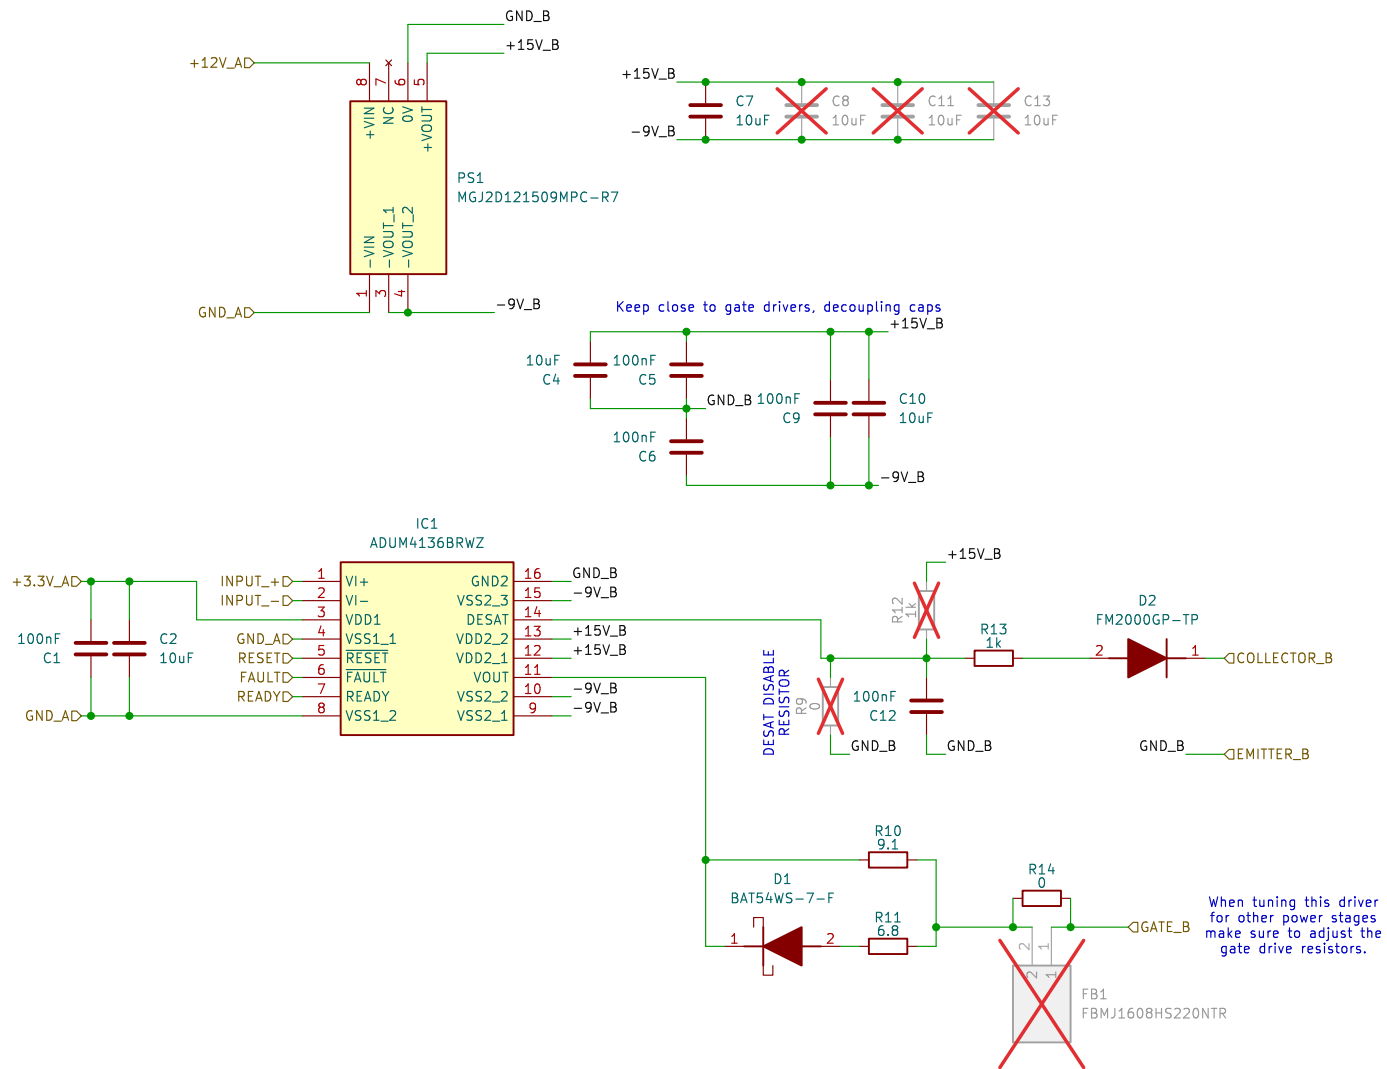 GND_B
+15V_B
+12V_A
8
7
6
5
+VIN
NC
0V
+VOUT
PS1
MGJ2D121509MPC-R7
-VIN
-VOUT_1
-VOUT_2
1
3
4
GND_A
-9V_B
+15V_B
-9V_B
C7
10uF
C8
10uF
C11
10uF
C13
10uF
Keep close to gate drivers, decoupling caps
+15V_B
10uF
C4
100nF
C5
GND_B
100nF
C9
C10
10uF
100nF
C6
-9V_B
IC1
ADUM4136BRWZ
+3.3V_A
100nF
C1
C2
10uF
GND_A
INPUT_+
INPUT_-
GND_A
RESET
FAULT
READY
1 VI+
2 VI-
3 VDD1
4 VSS1_1
5 RESET
6 FAULT
7 READY
8 VSS1_2
GND2 16 GND_B
VSS2_3 15 -9V_B
DESAT 14
VDD2_2 13 +15V_B
VDD2_1 12 +15V_B
VOUT 11
VSS2_2 10 -9V_B
VSS2_1 9 -9V_B
+15V_B
R12
1k
R13
1k
D2
FM2000GP-TP
2
1
COLLECTOR_B
DESAT DISABLE
RESISTOR
R9
0
GND_B
100nF
C12
GND_B
GND_B
EMITTER_B
R10
9.1
D1
BAT54WS-7-F
1
2
R11
6.8
R14
0
GATE_B
When tuning this driver
for other power stages
make sure to adjust the
gate drive resistors.
2
1
2
1
FB1
FBMJ1608HS220NTR